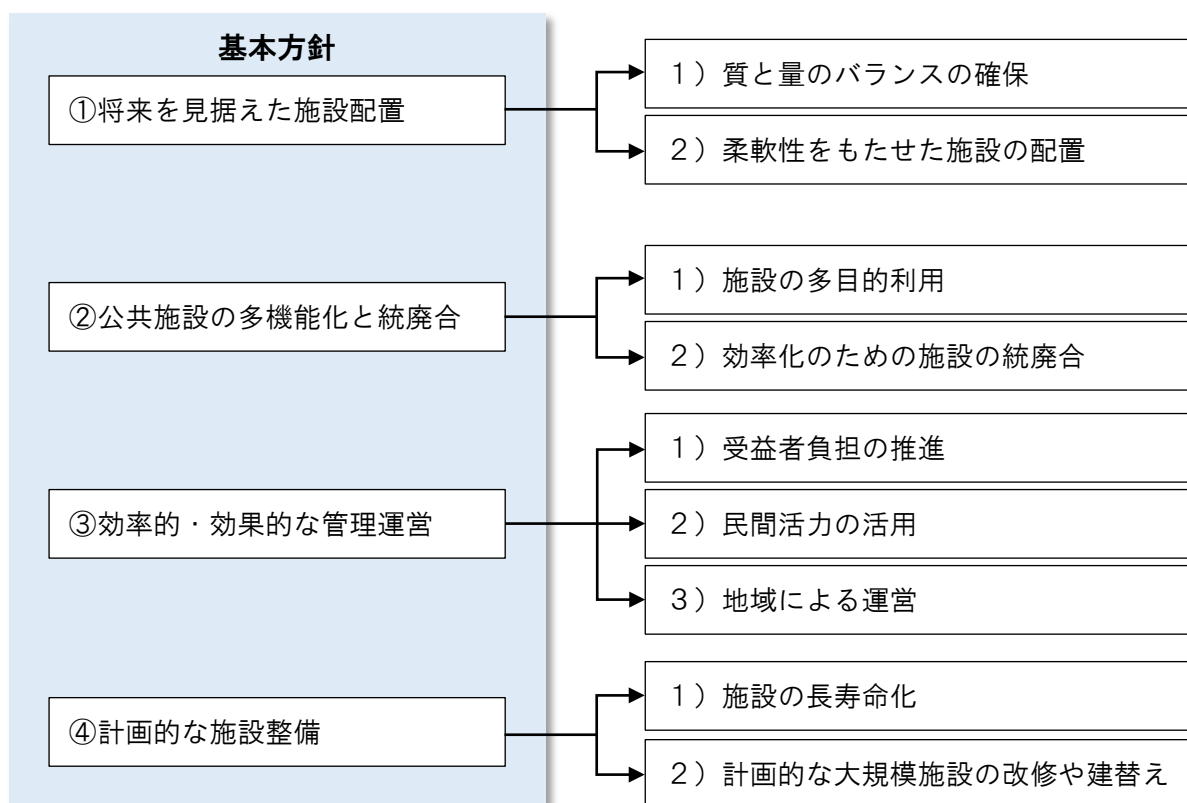 基本方針
①将来を見据えた施設配置
1）質と量のバランスの確保
2）柔軟性をもたせた施設の配置
②公共施設の多機能化と統廃合
1）施設の多目的利用
2）効率化のための施設の統廃合
③効率的・効果的な管理運営
1）受益者負担の推進
2）民間活力の活用
3）地域による運営
④計画的な施設整備
1）施設の長寿命化
2）計画的な大規模施設の改修や建替え